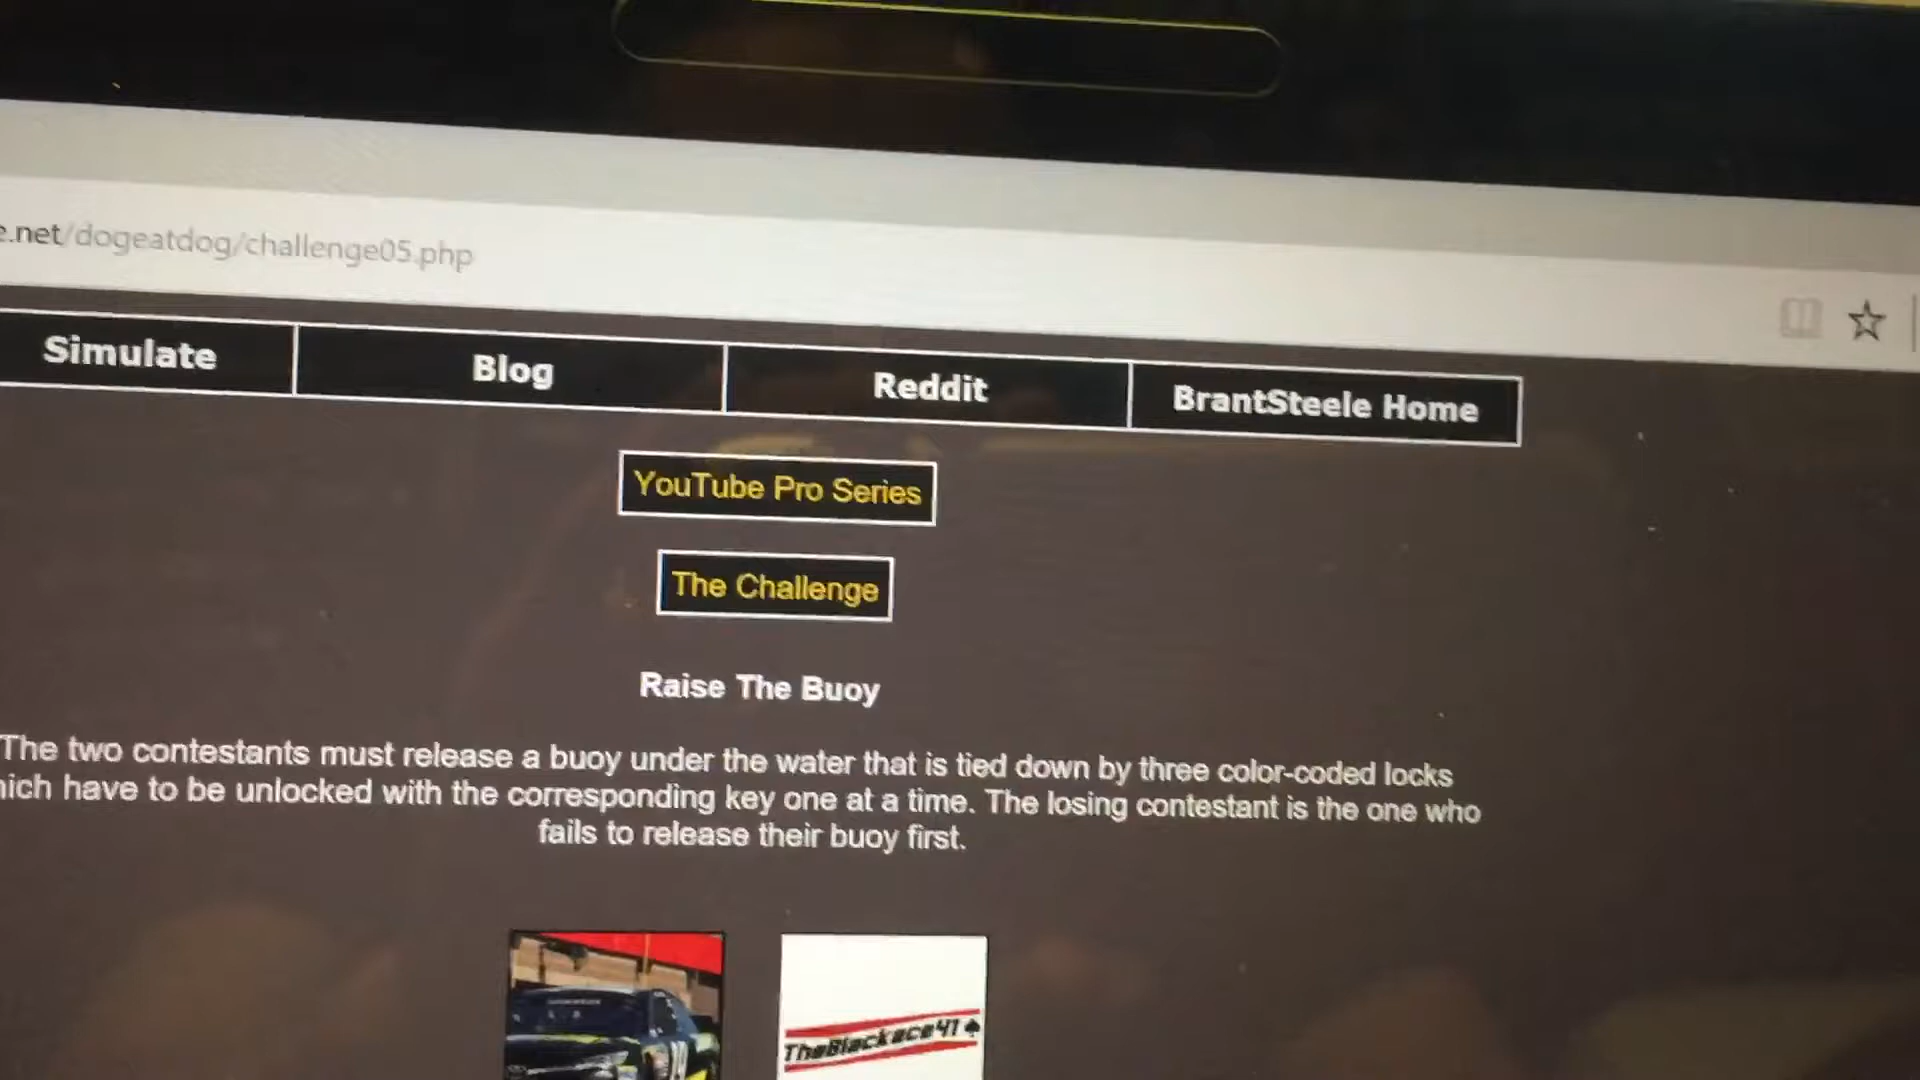 e.net/dogeatdog/challenge05.php
Simulate
Blog
Reddit
BrantSteele Home
YouTube Pro Series
The Challenge
Raise The Buoy
The two contestants must release a buoy under the water that is tied down by three color-coded locks
hich have to be unlocked with the corresponding key one at a time. The losing contestant is the one who
fails to release their buoy first.
TheBlackace41